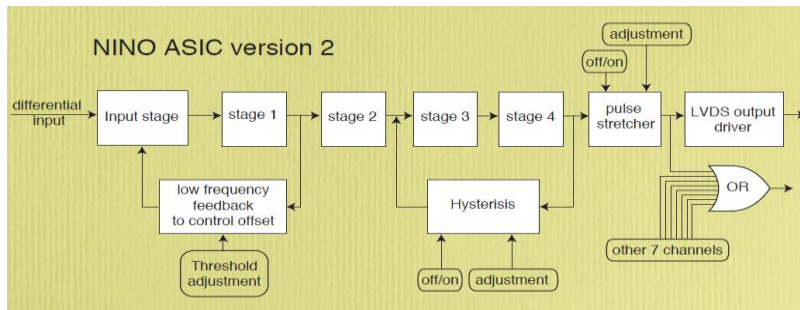 NINO ASIC version 2
adjustment
off/on
differential
input
Input stage
stage 1
stage 2
stage 3
stage 4
pulse
stretcher
LVDS output
driver
low frequency
feedback
to control offset
Hysterisis
OR
Threshold
adjustment
off/on
adjustment
other 7 channels